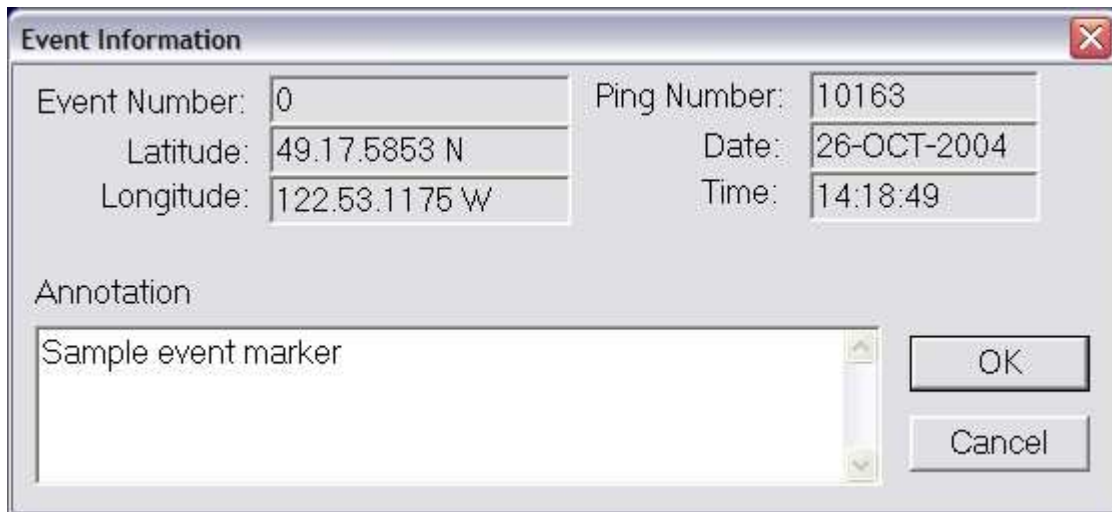 Event Information
Event Number: 0 Ping Number: 10163
Latitude: 49.17.5853 N Date: 26-OCT-2004
Longitude: 122.53.1175 W Time: 14:18:49
Annotation
Sample event marker
OK
Cancel